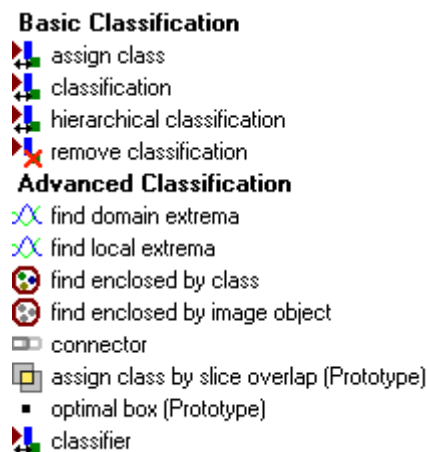 Basic Classification
assign class
classification
hierarchical classification
remove classification
Advanced Classification
find domain extrema
find local extrema
find enclosed by class
find enclosed by image object
connector
assign class by slice overlap (Prototype)
optimal box (Prototype)
classifier